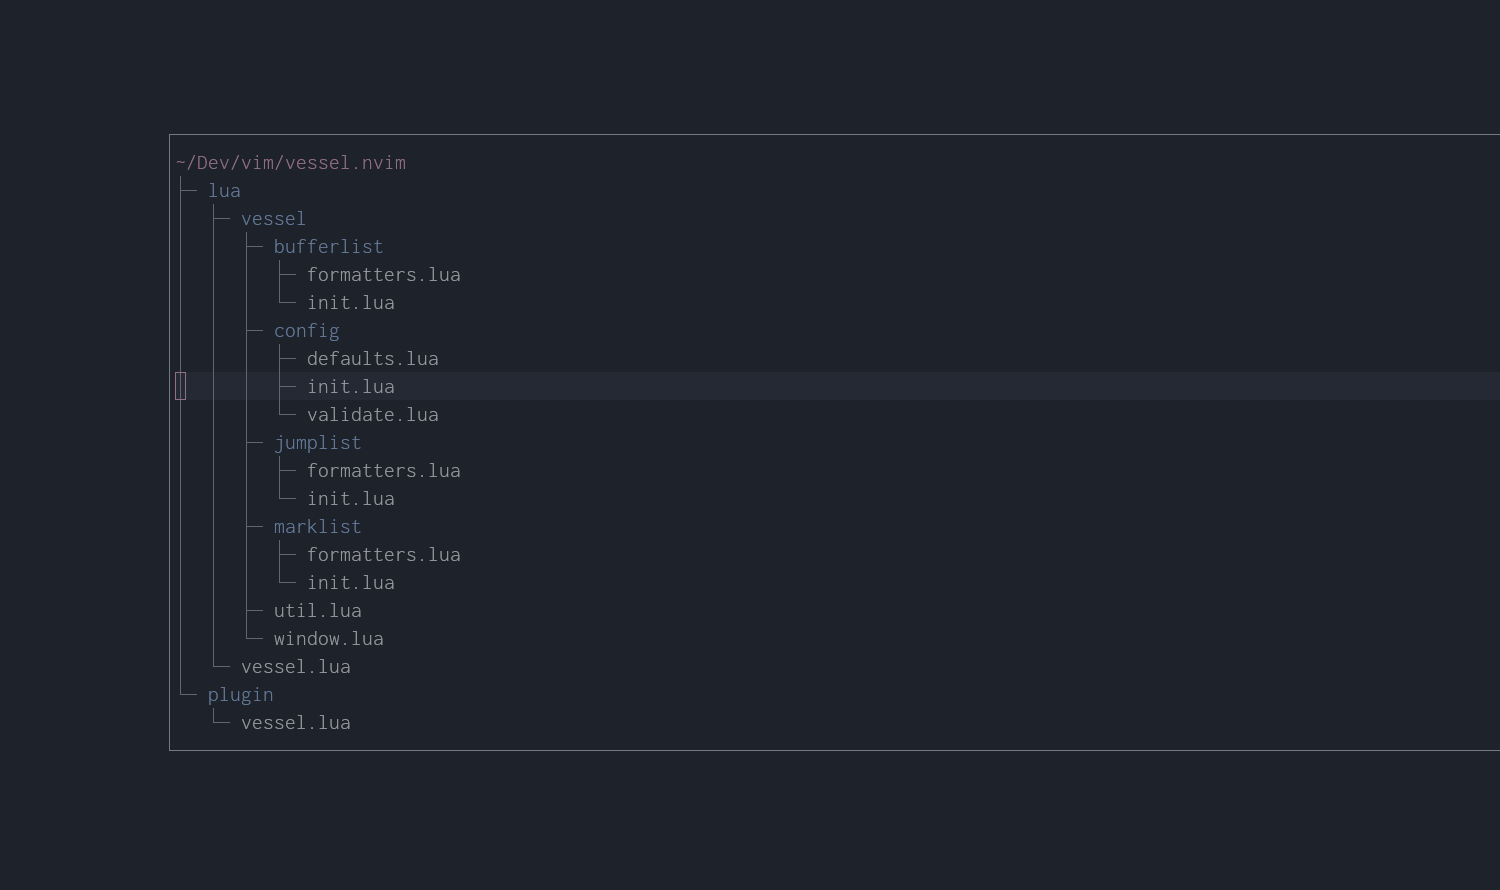 ~/Dev/vim/vessel.nvim
lua
vessel
bufferlist
formatters.lua
init.lua
config
defaults.lua
init.lua
validate.lua
jumplist
formatters.lua
init.lua
marklist
formatters.lua
init.lua
util.lua
window.lua
vessel.lua
plugin
vessel.lua